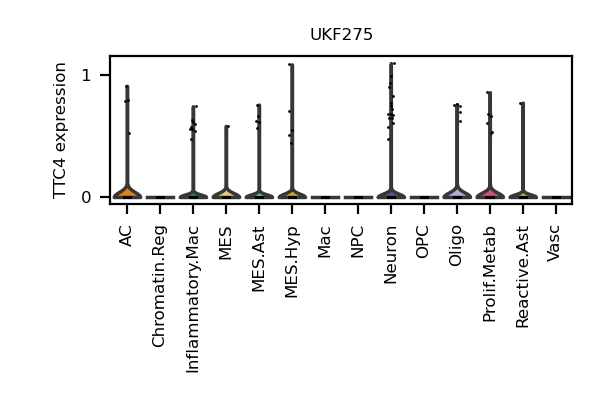 UKF275
TTC4 expression
1
0
AC
Chromatin.Reg
Inflammatory.Mac
MES
MES.Ast
MES.Hyp
Mac
NPC
Neuron
OPC
Oligo
Prolif.Metab
Reactive.Ast
Vasc